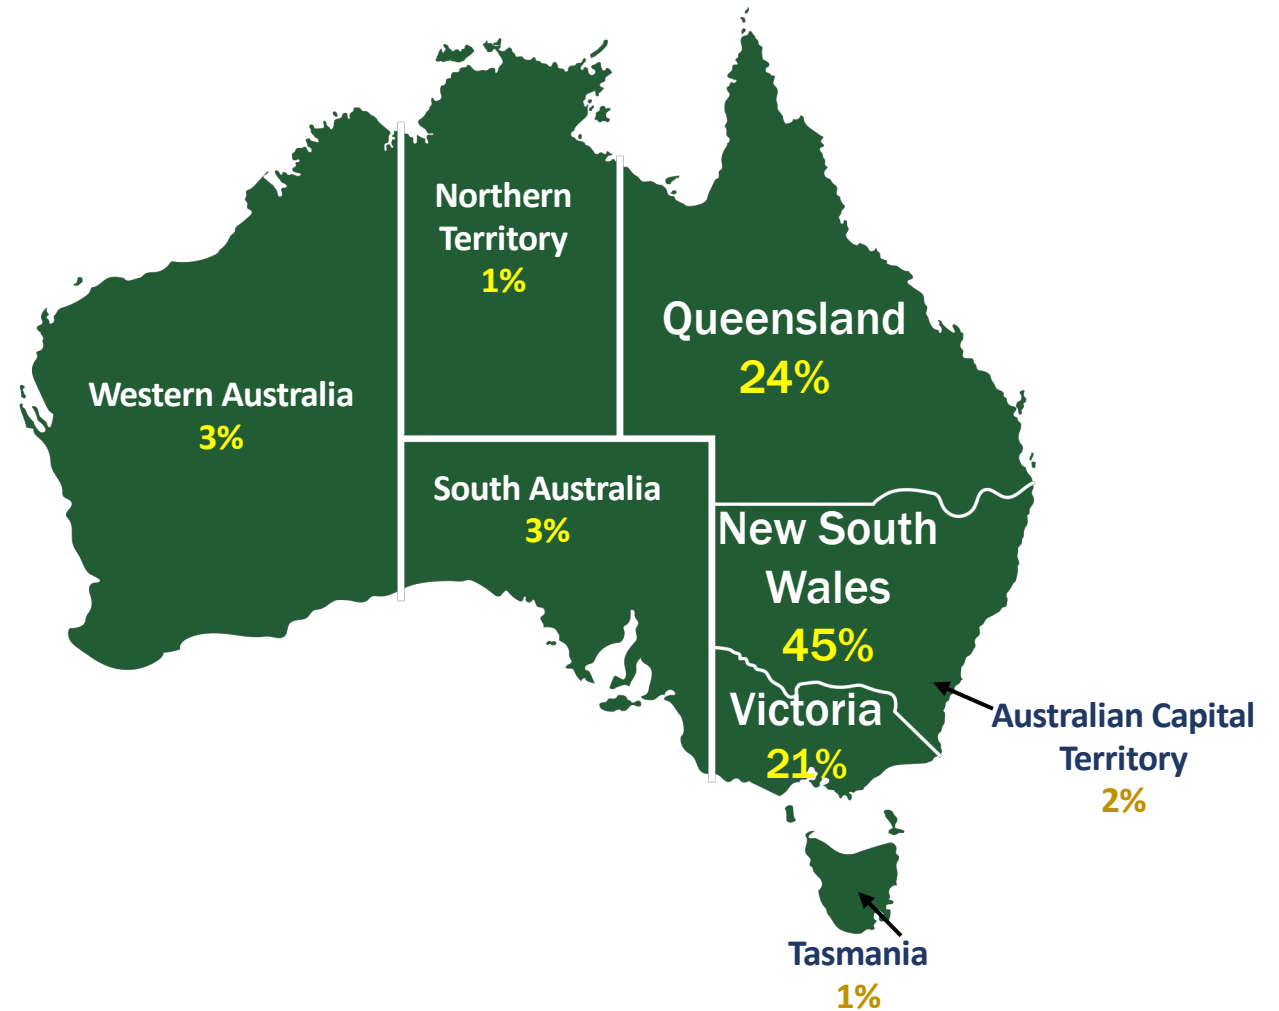 Northern
Territory
1%
Queensland
24%
Western Australia
3%
South Australia
3%
New South
Wales
45%
Victoria
21%
Australian Capital
Territory
2%
Tasmania
1%